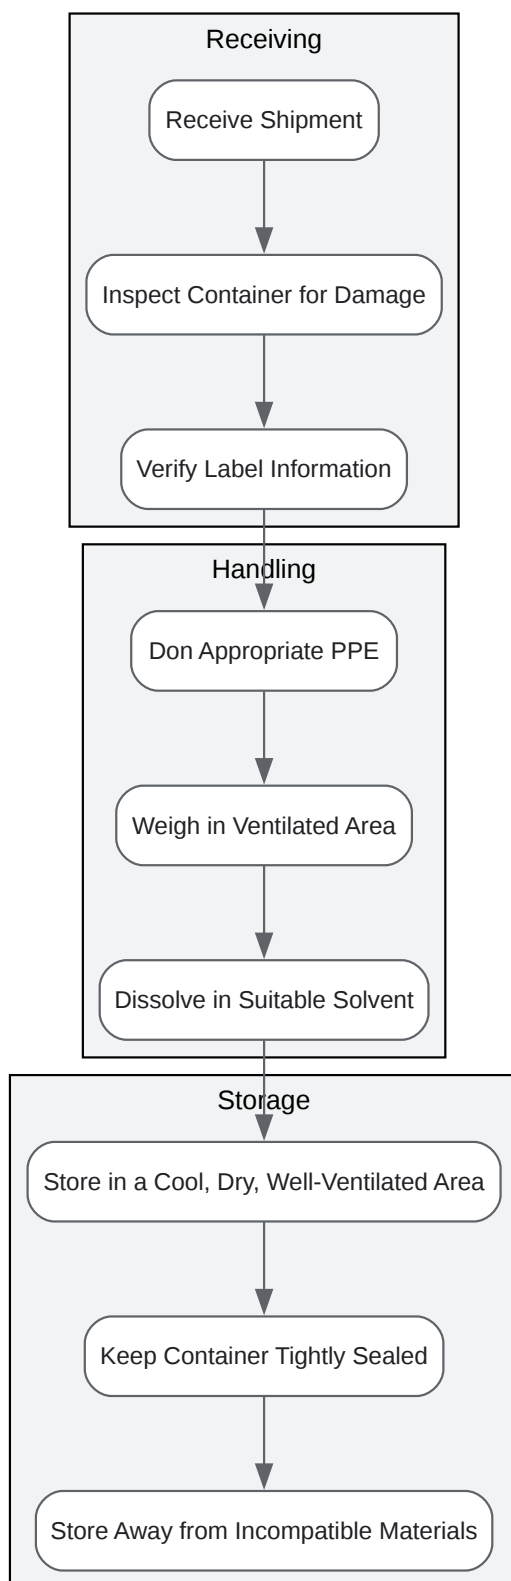 Receiving
Receive Shipment
Inspect Container for Damage
Verify Label Information
Handling
Don Appropriate PPE
Weigh in Ventilated Area
Dissolve in Suitable Solvent
Storage
Store in a Cool, Dry, Well-Ventilated Area
Keep Container Tightly Sealed
Store Away from Incompatible Materials